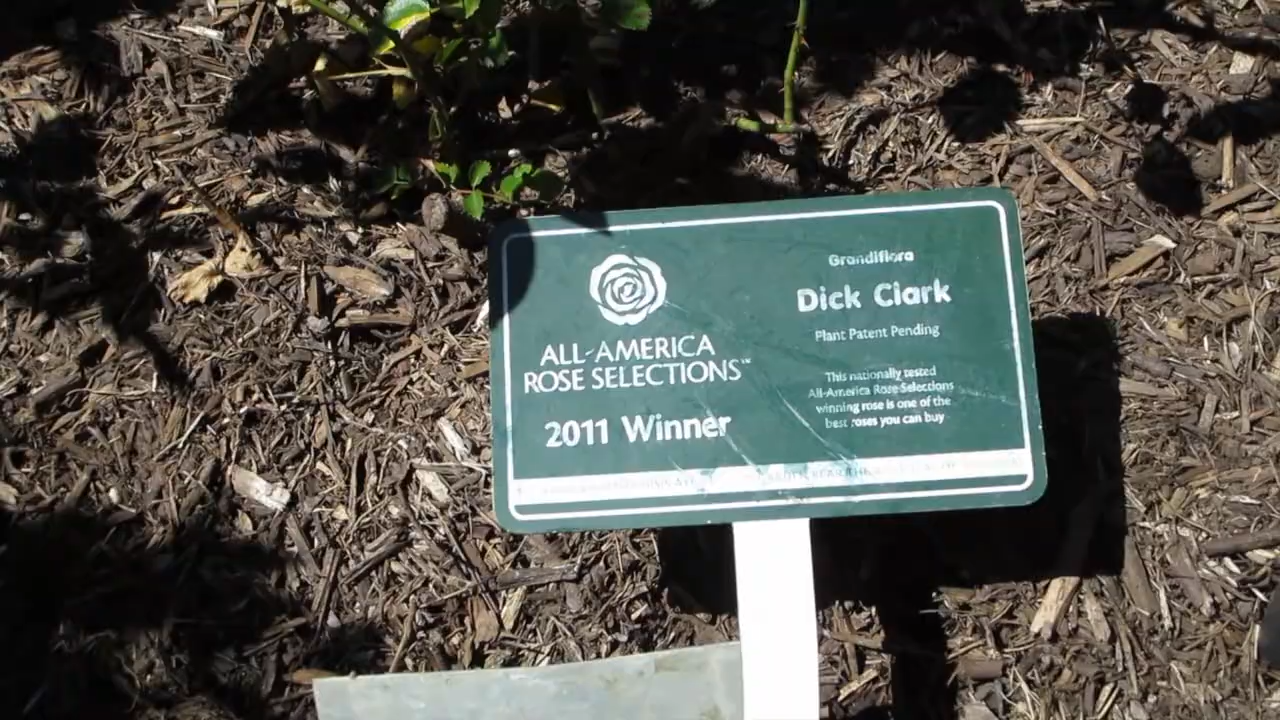 ALL-AMERICA
ROSE SELECTIONS™
2011 Winner
Grandiflora
Dick Clark
Plant Patent Pending
This nationally tested
All-America Rose Selections
winning rose is one of the
best roses you can buy